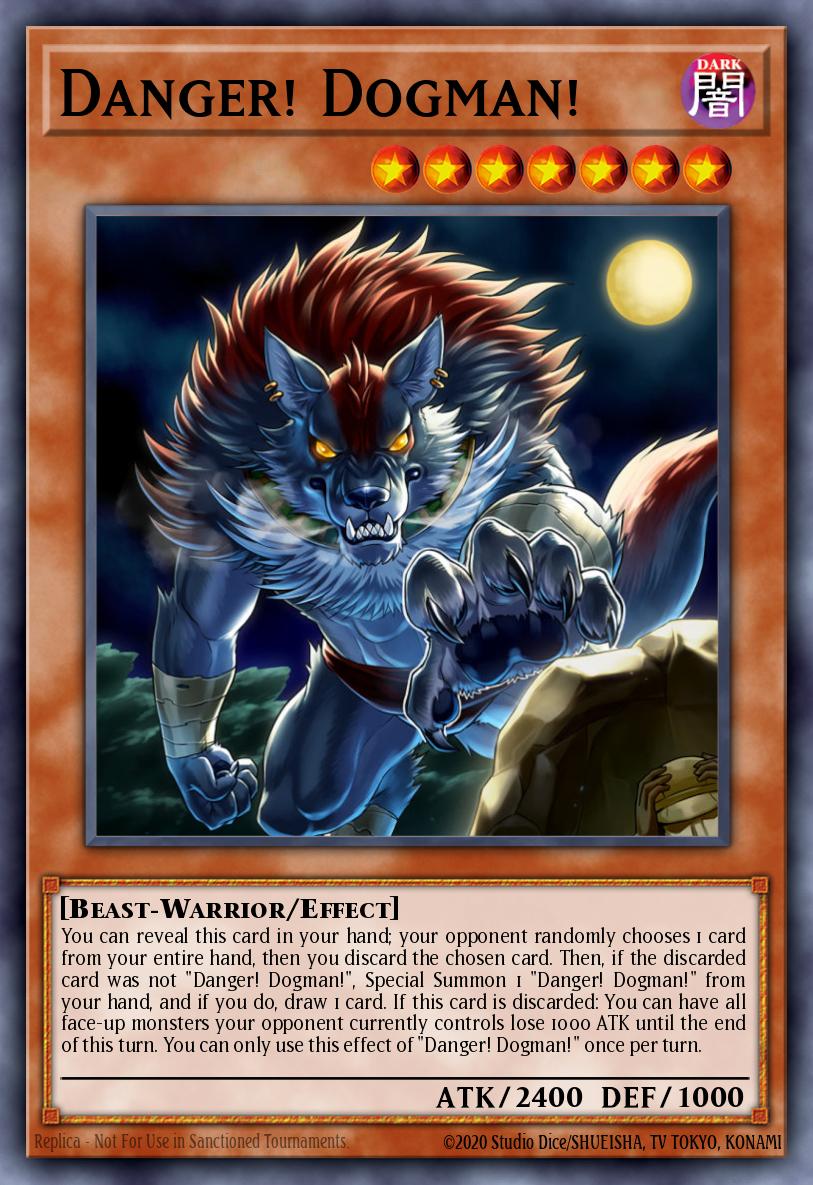 Danger! Dogman!
DARK
闇
[Beast-Warrior/Effect]
You can reveal this card in your hand; your opponent randomly chooses 1 card
from your entire hand, then you discard the chosen card. Then, if the discarded
card was not "Danger! Dogman!", Special Summon 1 "Danger! Dogman!" from
your hand, and if you do, draw 1 card. If this card is discarded: You can have all
face-up monsters your opponent currently controls lose 1000 ATK until the end
of this turn. You can only use this effect of "Danger! Dogman!" once per turn.
ATK/2400 DEF/1000
Replica - Not For Use in Sanctioned Tournaments.
©2020 Studio Dice/SHUEISHA, TV TOKYO, KONAMI